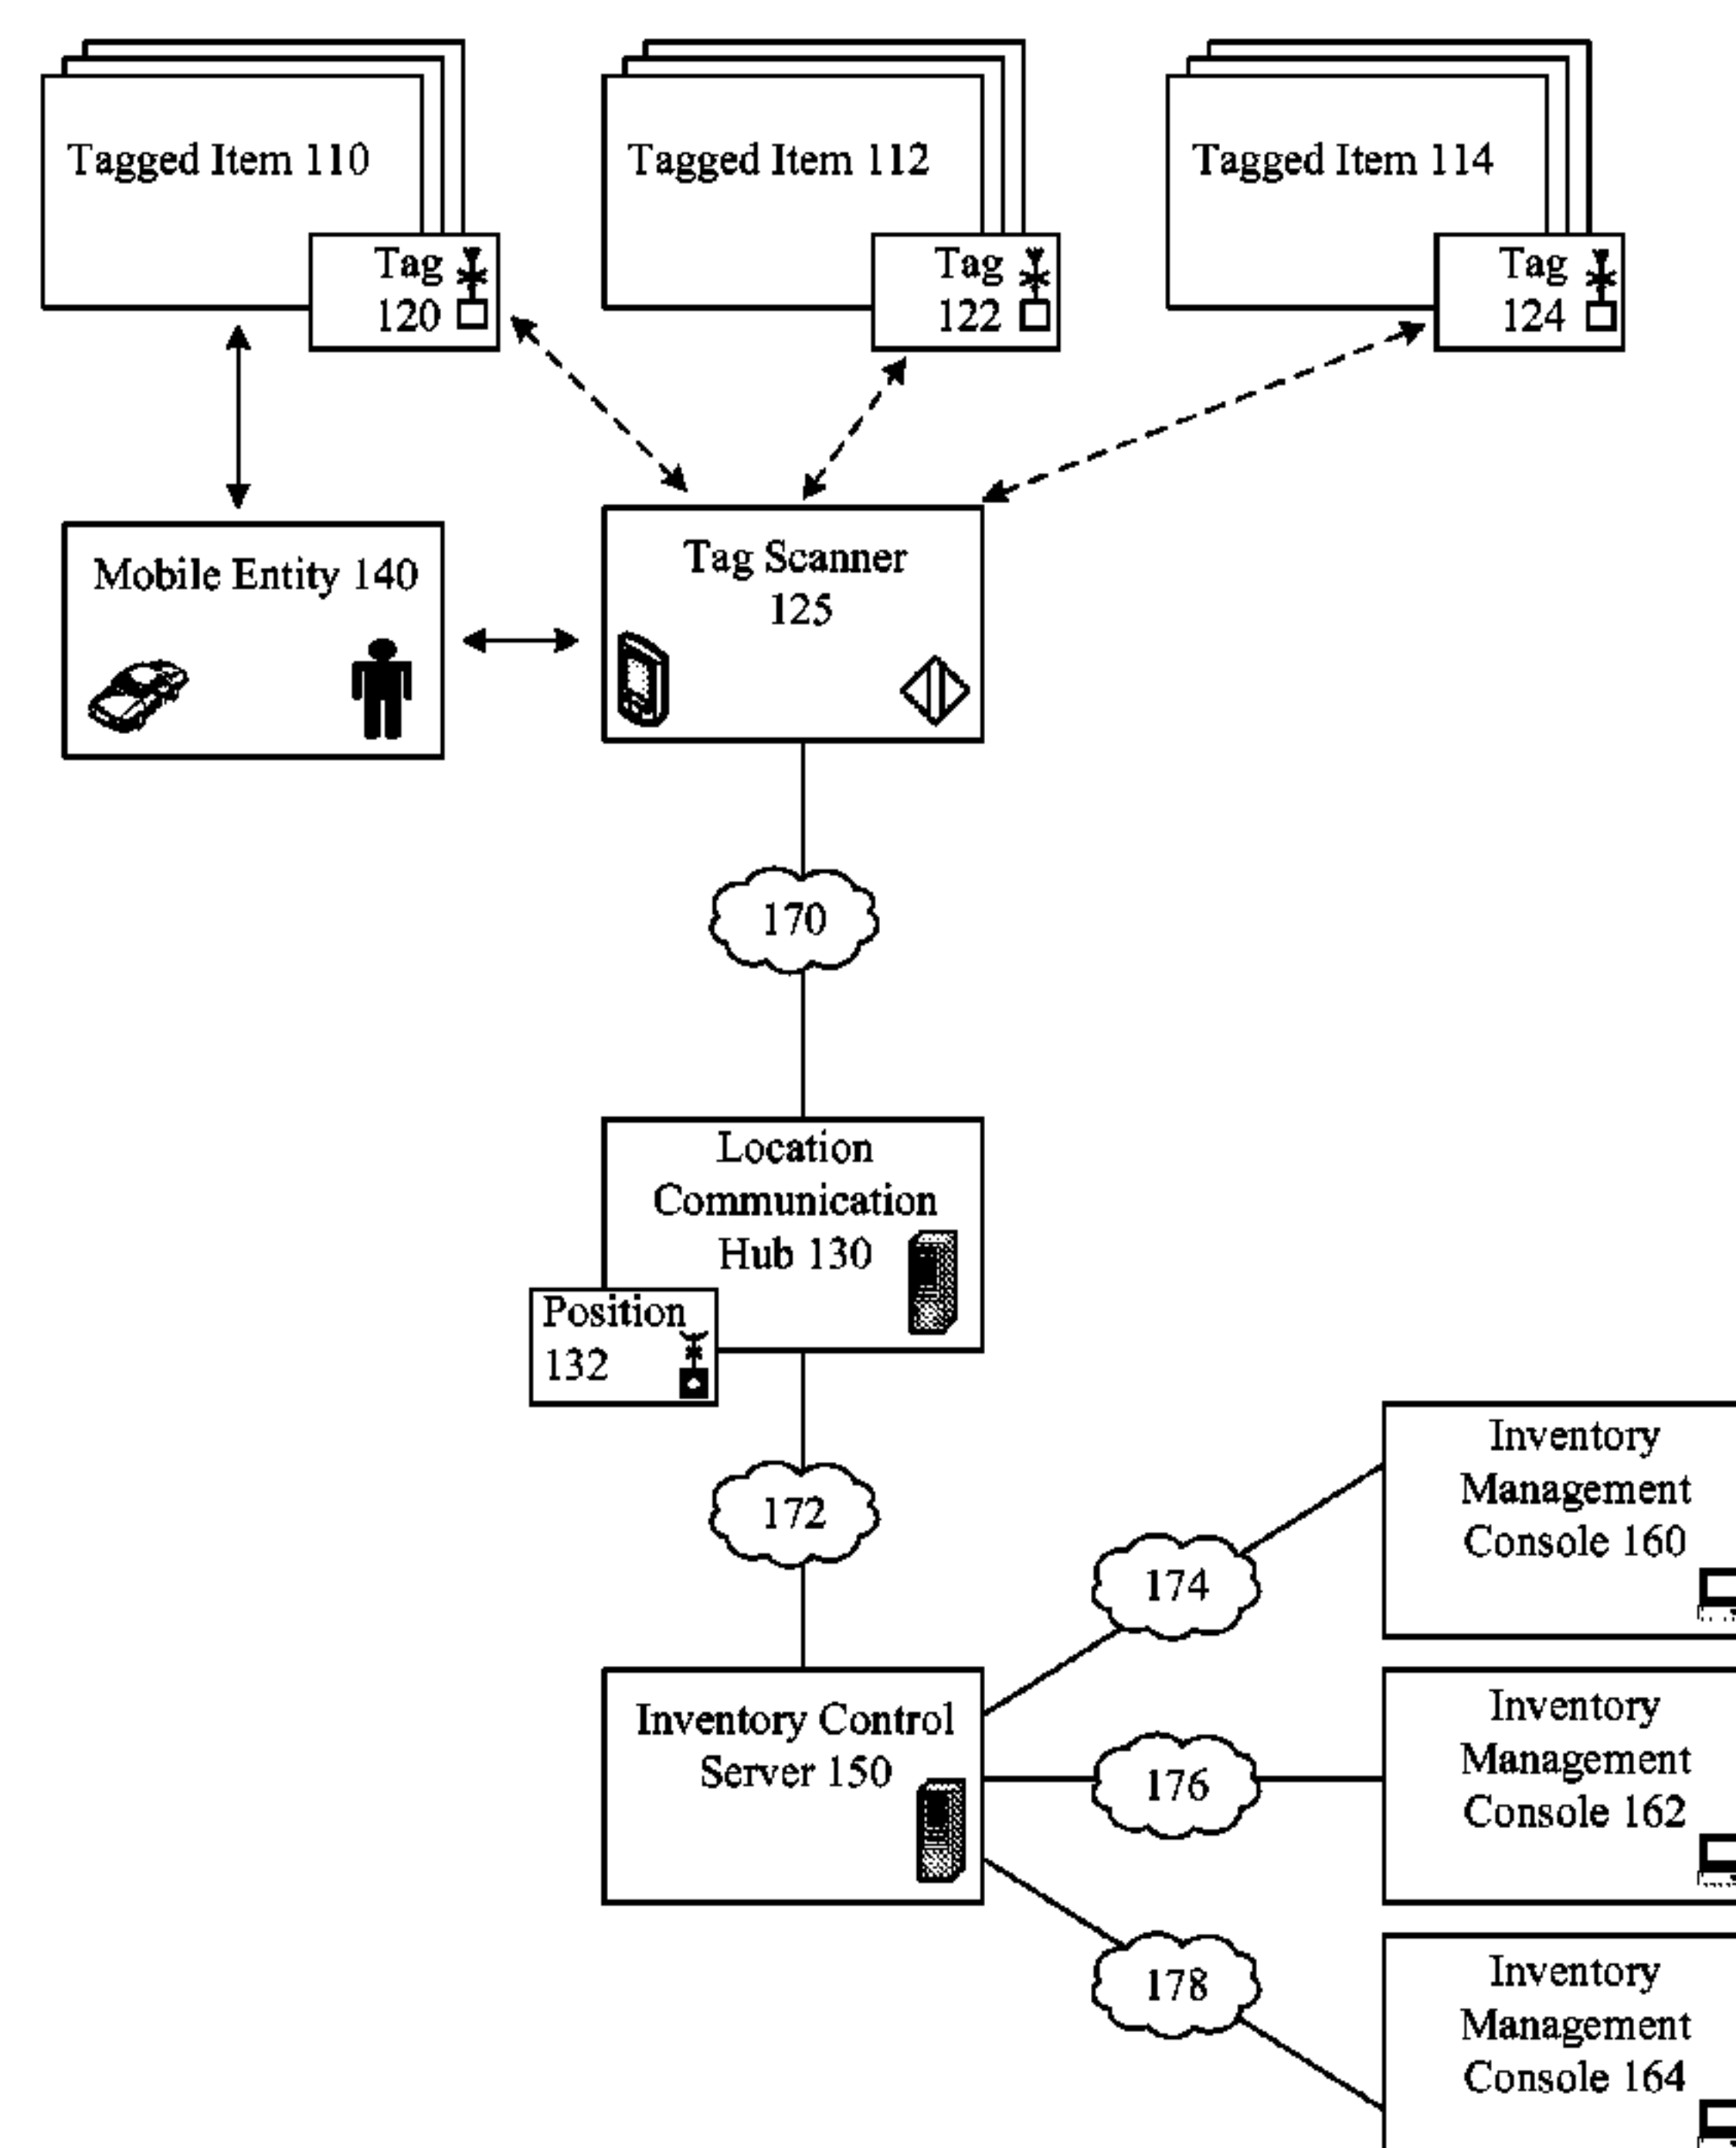 Tagged Item 110
Tagged Item 112
Tagged Item 114
Tag
120
Tag
122
Tag
124
Mobile Entity 140
Tag Scanner
125
170
Location
Communication
Hub 130
Position
132
172
Inventory
Management
Console 160
174
Inventory Control
Server 150
176
Inventory
Management
Console 162
178
Inventory
Management
Console 164